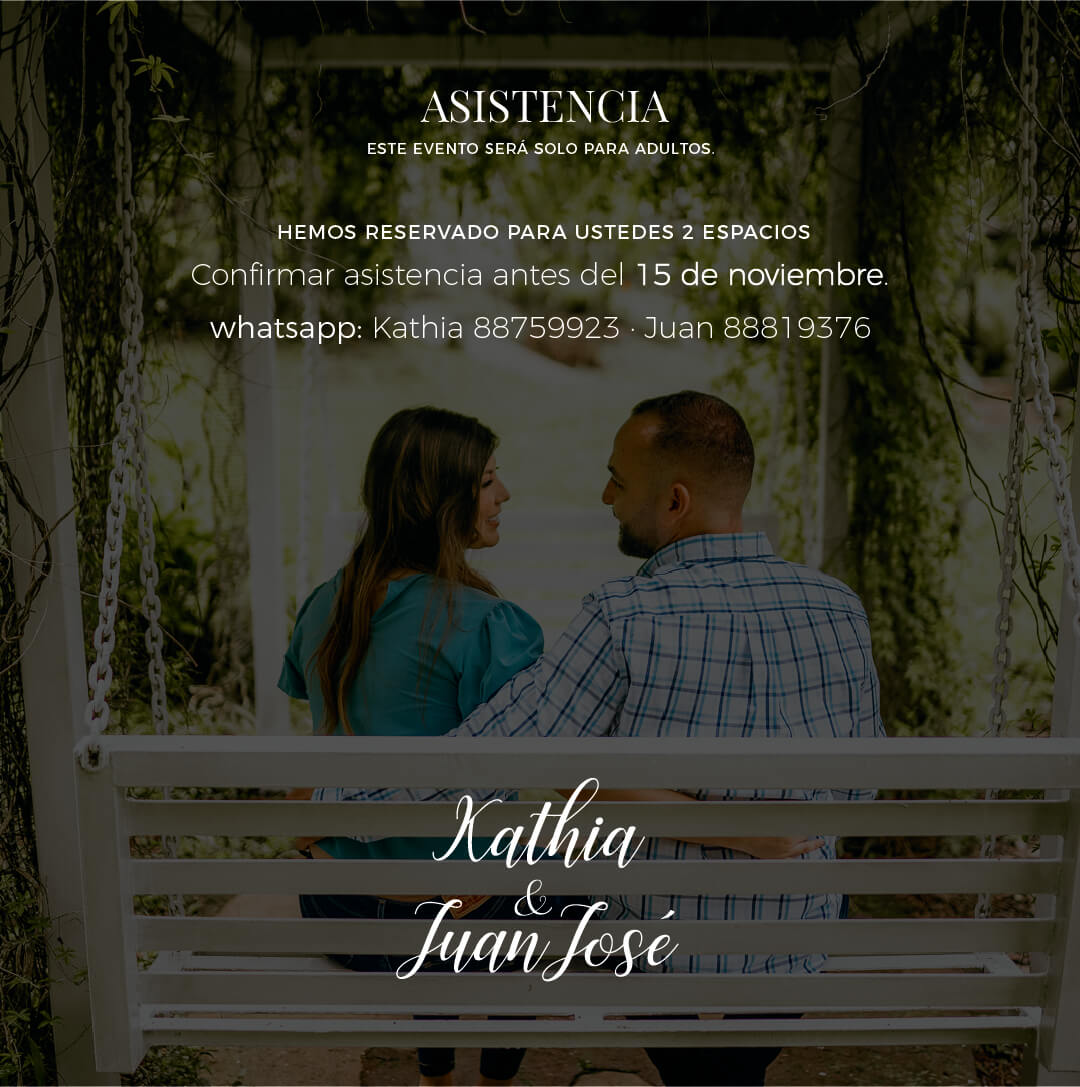 ASISTENCIA
ESTE EVENTO SERÁ SOLO PARA ADULTOS.
HEMOS RESERVADO PARA USTEDES 2 ESPACIOS
Confirmar asistencia antes del 15 de noviembre.
whatsapp: Kathia 88759923 · Juan 88819376
Kathia
&
Juan José